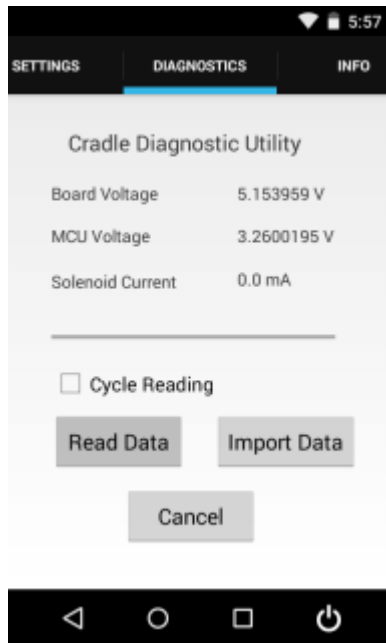 5:57
SETTINGS DIAGNOSTICS INFO
Cradle Diagnostic Utility
Board Voltage 5.153959 V
MCU Voltage 3.2600195 V
Solenoid Current 0.0 mA
Cycle Reading
Read Data Import Data
Cancel